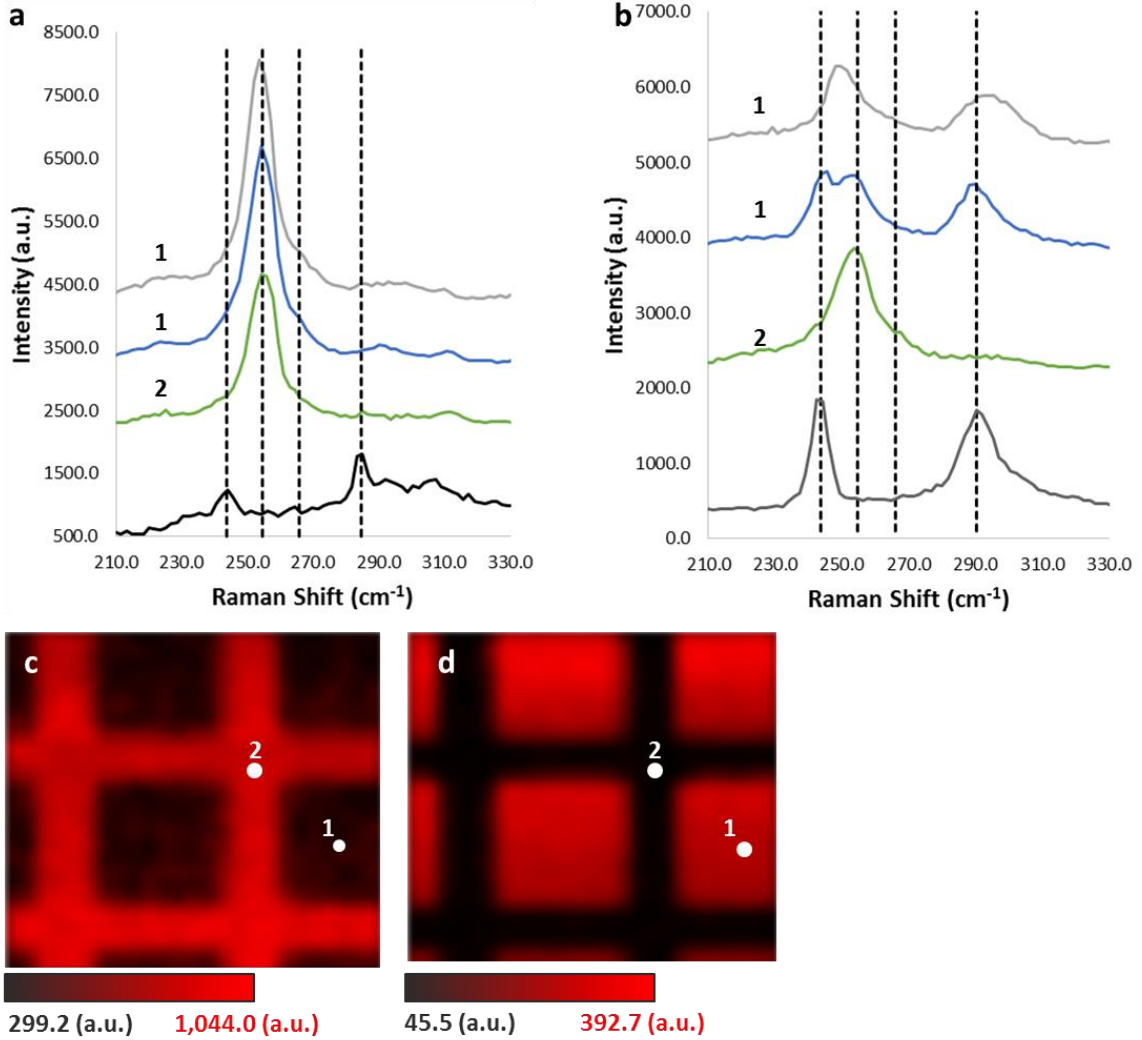 a
8500.0
7500.0
6500.0
5500.0
4500.0
3500.0
2500.0
1500.0
500.0
Intensity (a.u.)
1
1
2
210.0 230.0 250.0 270.0 290.0 310.0 330.0
Raman Shift (cm⁻¹)
b
7000.0
6000.0
5000.0
4000.0
3000.0
2000.0
1000.0
0.0
Intensity (a.u.)
1
1
2
210.0 230.0 250.0 270.0 290.0 310.0 330.0
Raman Shift (cm⁻¹)
c
2
1
299.2 (a.u.) 1,044.0 (a.u.)
d
2
1
45.5 (a.u.) 392.7 (a.u.)